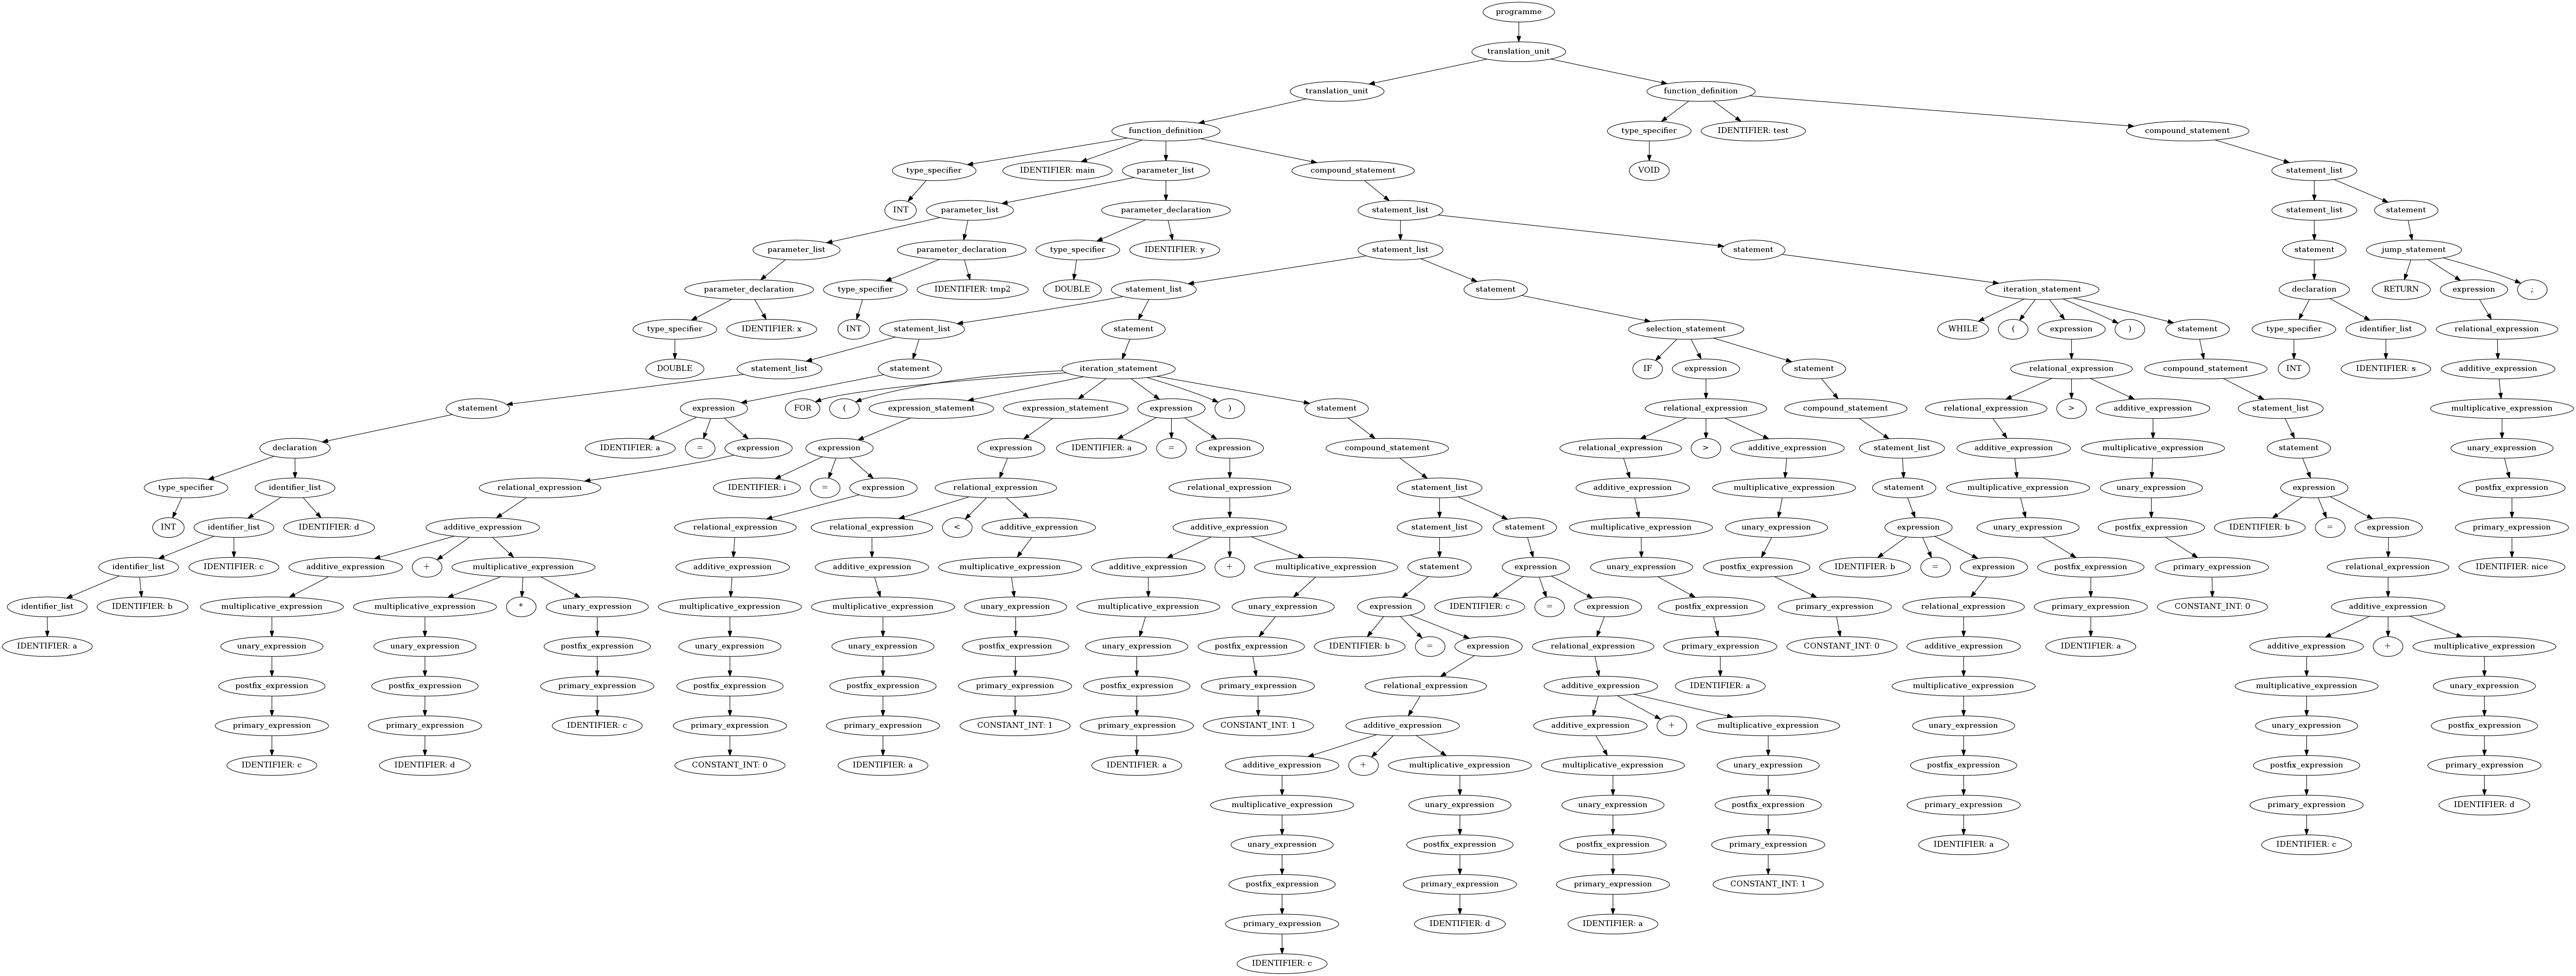 programme
translation_unit
translation_unit function_definition
function_definition type_specifier IDENTIFIER: test compound_statement
type_specifier IDENTIFIER: main parameter_list compound_statement VOID statement_list
INT parameter_list parameter_declaration statement_list statement_list statement
parameter_list parameter_declaration type_specifier IDENTIFIER: y statement_list statement statement jump_statement
parameter_declaration type_specifier IDENTIFIER: tmp2 DOUBLE statement_list statement iteration_statement declaration RETURN expression ;
type_specifier IDENTIFIER: x INT statement_list statement selection_statement WHILE ( expression ) statement type_specifier identifier_list relational_expression
DOUBLE statement_list statement iteration_statement IF expression statement relational_expression compound_statement INT IDENTIFIER: s additive_expression
statement expression FOR ( expression_statement expression_statement expression ) statement relational_expression compound_statement relational_expression > additive_expression statement_list multiplicative_expression
declaration IDENTIFIER: a = expression expression expression IDENTIFIER: a = expression compound_statement relational_expression > additive_expression statement_list additive_expression multiplicative_expression statement unary_expression
type_specifier identifier_list relational_expression IDENTIFIER: i = expression relational_expression relational_expression statement_list additive_expression multiplicative_expression statement multiplicative_expression unary_expression expression postfix_expression
INT identifier_list IDENTIFIER: d additive_expression relational_expression relational_expression < additive_expression additive_expression statement_list statement multiplicative_expression unary_expression expression unary_expression postfix_expression IDENTIFIER: b = expression primary_expression
identifier_list IDENTIFIER: c additive_expression + multiplicative_expression additive_expression additive_expression multiplicative_expression additive_expression + multiplicative_expression statement expression unary_expression postfix_expression IDENTIFIER: b = expression postfix_expression primary_expression relational_expression IDENTIFIER: nice
identifier_list IDENTIFIER: b multiplicative_expression multiplicative_expression * unary_expression multiplicative_expression multiplicative_expression unary_expression multiplicative_expression unary_expression expression IDENTIFIER: c = expression postfix_expression primary_expression relational_expression primary_expression CONSTANT_INT: 0 additive_expression
IDENTIFIER: a unary_expression unary_expression postfix_expression unary_expression unary_expression postfix_expression unary_expression postfix_expression IDENTIFIER: b = expression relational_expression primary_expression CONSTANT_INT: 0 additive_expression IDENTIFIER: a additive_expression + multiplicative_expression
postfix_expression postfix_expression primary_expression postfix_expression postfix_expression primary_expression postfix_expression primary_expression relational_expression additive_expression IDENTIFIER: a multiplicative_expression multiplicative_expression unary_expression
primary_expression primary_expression IDENTIFIER: c primary_expression primary_expression CONSTANT_INT: 1 primary_expression CONSTANT_INT: 1 additive_expression additive_expression + multiplicative_expression unary_expression unary_expression postfix_expression
IDENTIFIER: c IDENTIFIER: d CONSTANT_INT: 0 IDENTIFIER: a IDENTIFIER: a additive_expression + multiplicative_expression multiplicative_expression unary_expression postfix_expression postfix_expression primary_expression
multiplicative_expression unary_expression unary_expression postfix_expression primary_expression primary_expression IDENTIFIER: d
unary_expression postfix_expression postfix_expression primary_expression IDENTIFIER: a IDENTIFIER: c
postfix_expression primary_expression primary_expression CONSTANT_INT: 1
primary_expression IDENTIFIER: d IDENTIFIER: a
IDENTIFIER: c